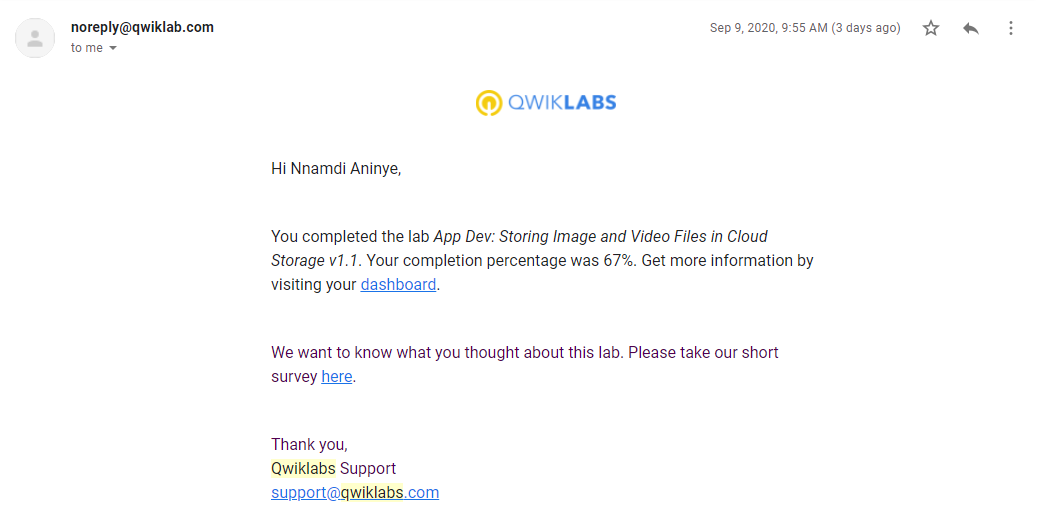 noreply@qwiklab.com
Sep 9, 2020, 9:55 AM (3 days ago)
to me
QWIKLABS
Hi Nnamdi Aninye,
You completed the lab App Dev: Storing Image and Video Files in Cloud
Storage v1.1. Your completion percentage was 67%. Get more information by
visiting your dashboard.
We want to know what you thought about this lab. Please take our short
survey here.
Thank you,
Qwiklabs Support
support@qwiklabs.com